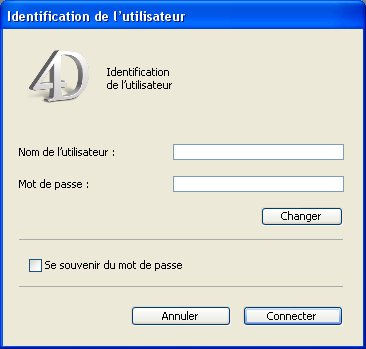 Identification de l'utilisateur
4D
Identification
de l'utilisateur
Nom de l'utilisateur :
Mot de passe :
Changer
Se souvenir du mot de passe
Annuler
Connecter